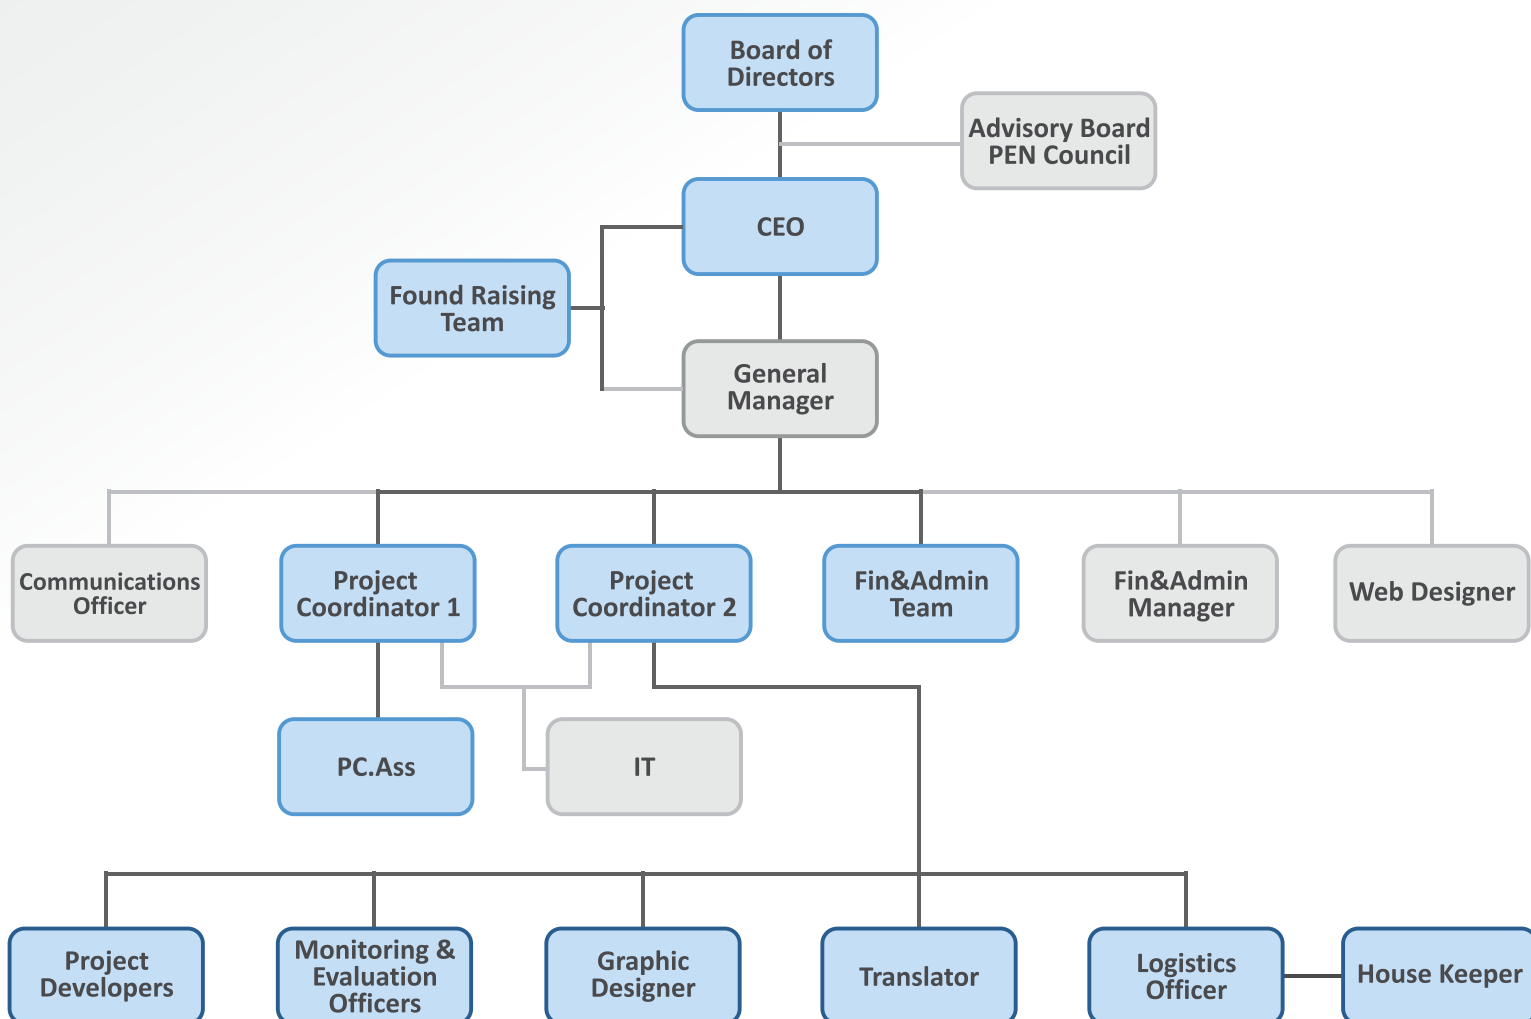 Board of
Directors
Advisory Board
PEN Council
CEO
Found Raising
Team
General
Manager
Communications
Officer
Project
Coordinator 1
Project
Coordinator 2
Fin&Admin
Team
Fin&Admin
Manager
Web Designer
PC.Ass
IT
Project
Developers
Monitoring &
Evaluation
Officers
Graphic
Designer
Translator
Logistics
Officer
House Keeper